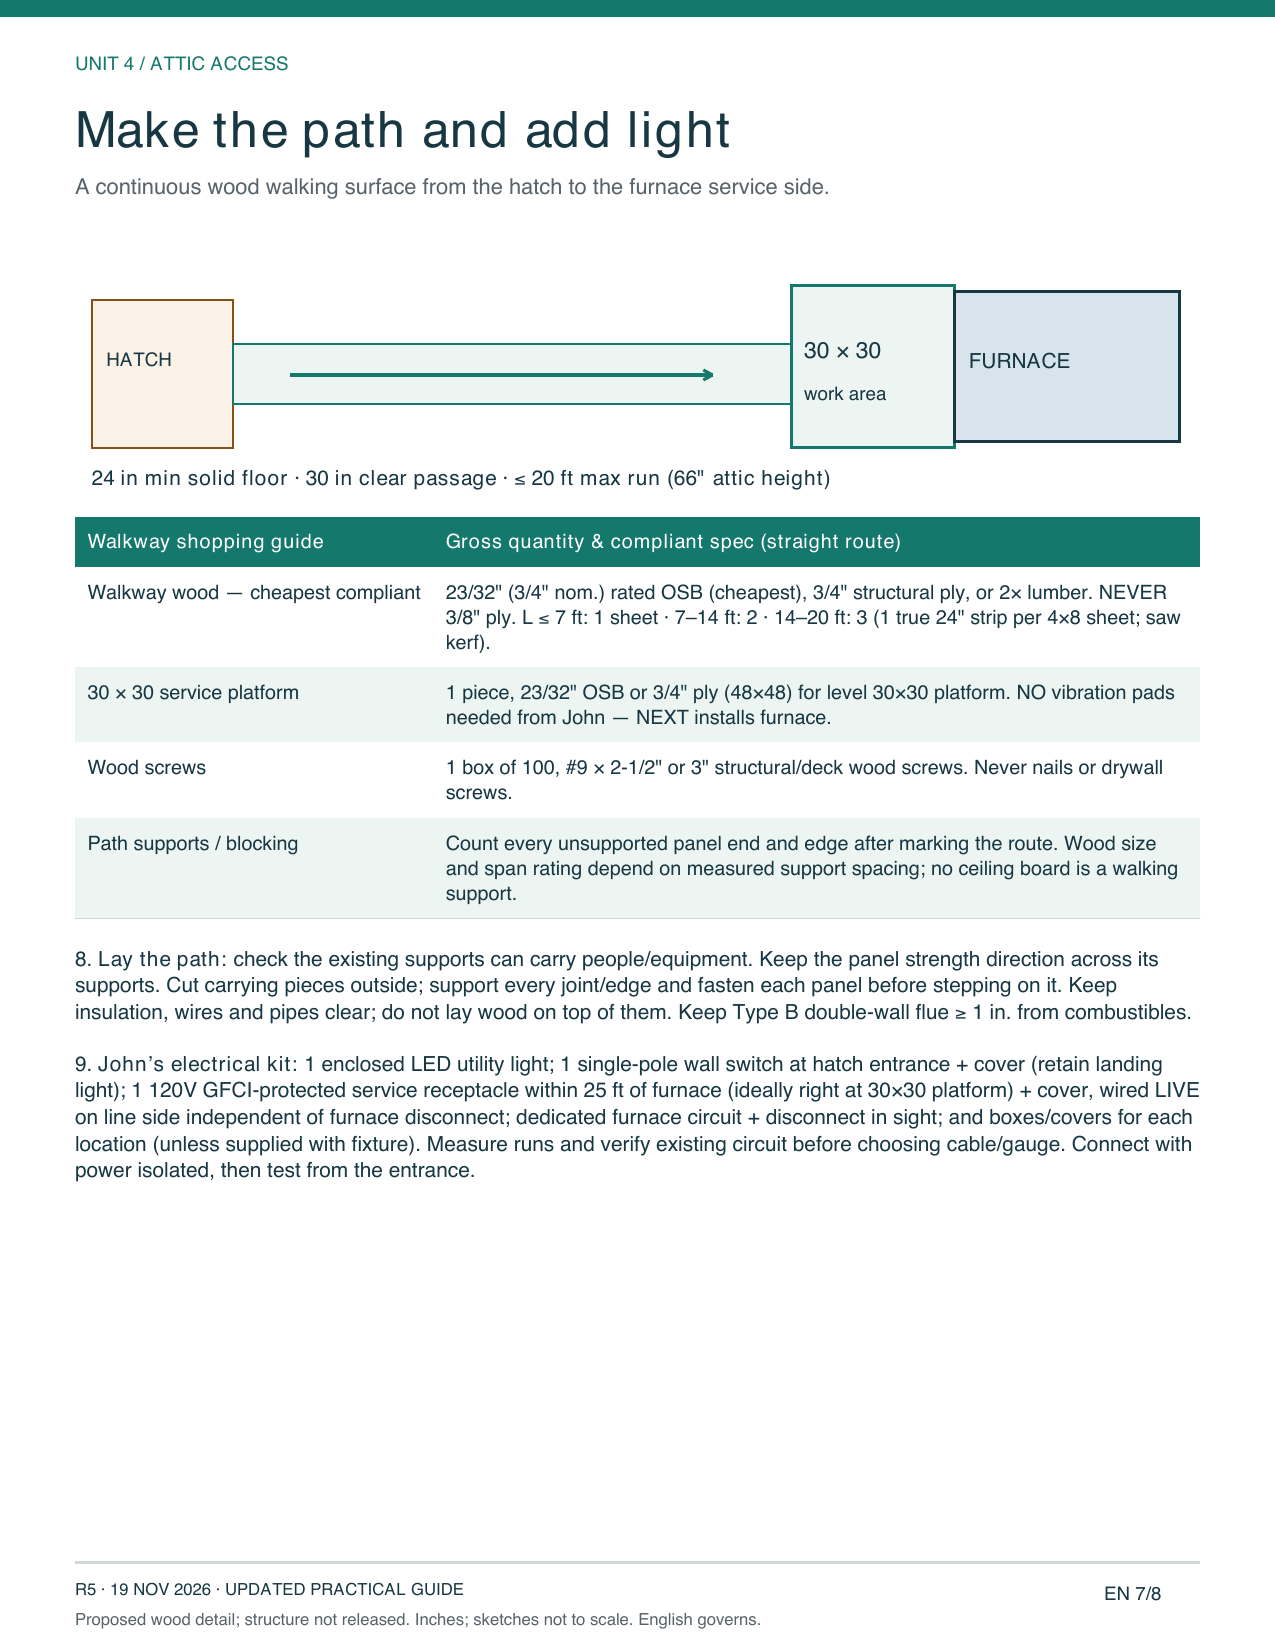 UNIT 4 / ATTIC ACCESS
Make the path and add light
A continuous wood walking surface from the hatch to the furnace service side.
HATCH
30 × 30
work area
FURNACE
24 in min solid floor · 30 in clear passage · ≤ 20 ft max run (66" attic height)
Walkway shopping guide
Gross quantity & compliant spec (straight route)
Walkway wood — cheapest compliant
23/32" (3/4" nom.) rated OSB (cheapest), 3/4" structural ply, or 2× lumber. NEVER
3/8" ply. L ≤ 7 ft: 1 sheet · 7–14 ft: 2 · 14–20 ft: 3 (1 true 24" strip per 4×8 sheet; saw
kerf).
30 × 30 service platform
1 piece, 23/32" OSB or 3/4" ply (48×48) for level 30×30 platform. NO vibration pads
needed from John — NEXT installs furnace.
Wood screws
1 box of 100, #9 × 2-1/2" or 3" structural/deck wood screws. Never nails or drywall
screws.
Path supports / blocking
Count every unsupported panel end and edge after marking the route. Wood size
and span rating depend on measured support spacing; no ceiling board is a walking
support.
8. Lay the path: check the existing supports can carry people/equipment. Keep the panel strength direction across its
supports. Cut carrying pieces outside; support every joint/edge and fasten each panel before stepping on it. Keep
insulation, wires and pipes clear; do not lay wood on top of them. Keep Type B double-wall flue ≥ 1 in. from combustibles.
9. John’s electrical kit: 1 enclosed LED utility light; 1 single-pole wall switch at hatch entrance + cover (retain landing
light); 1 120V GFCI-protected service receptacle within 25 ft of furnace (ideally right at 30×30 platform) + cover, wired LIVE
on line side independent of furnace disconnect; dedicated furnace circuit + disconnect in sight; and boxes/covers for each
location (unless supplied with fixture). Measure runs and verify existing circuit before choosing cable/gauge. Connect with
power isolated, then test from the entrance.
R5 · 19 NOV 2026 · UPDATED PRACTICAL GUIDE
EN 7/8
Proposed wood detail; structure not released. Inches; sketches not to scale. English governs.